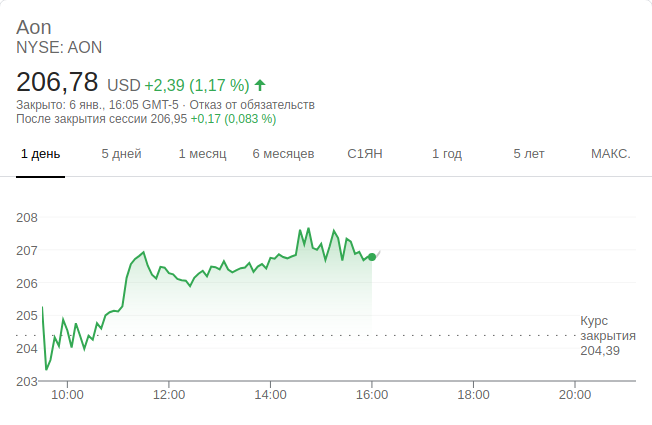 Aon
NYSE: AON
206,78 USD +2,39 (1,17 %)
Закрыто: 6 янв., 16:05 GMT-5 · Отказ от обязательств
После закрытия сессии 206,95 +0,17 (0,083 %)
1 день 5 дней 1 месяц 6 месяцев С1ЯН 1 год 5 лет МАКС.
208
207
206
205
Курс
закрытия
204,39
204
203
10:00 12:00 14:00 16:00 18:00 20:00